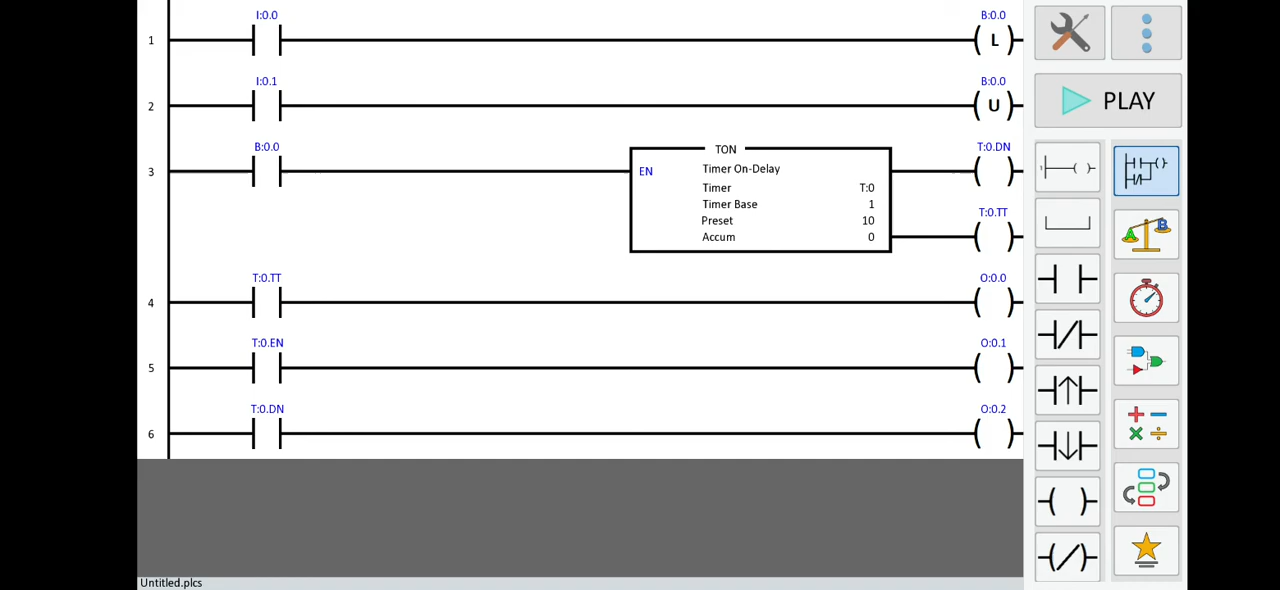 I:0.0 B:0.0
1 L
I:0.1 B:0.0
2 U
B:0.0 TON T:0.DN
3 EN Timer On-Delay
Timer T:0
Timer Base 1
Preset 10
Accum 0
T:0.TT
T:0.TT O:0.0
4
T:0.EN O:0.1
5
T:0.DN O:0.2
6
PLAY
A B
Untitled.plcs